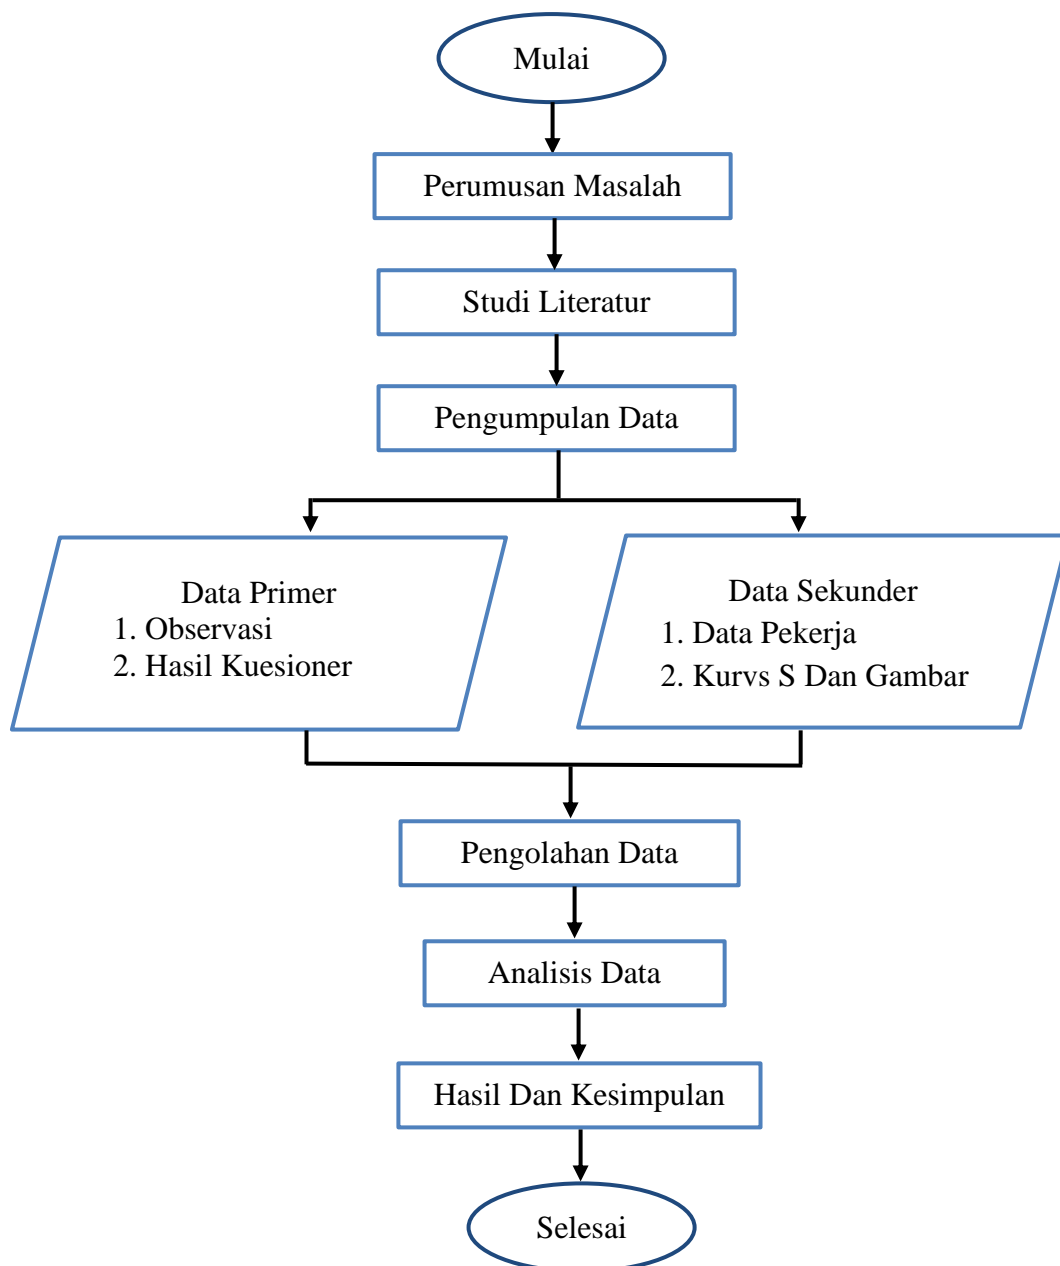 Mulai
Perumusan Masalah
Studi Literatur
Pengumpulan Data
Data Primer
1. Observasi
2. Hasil Kuesioner
Data Sekunder
1. Data Pekerja
2. Kurvs S Dan Gambar
Pengolahan Data
Analisis Data
Hasil Dan Kesimpulan
Selesai